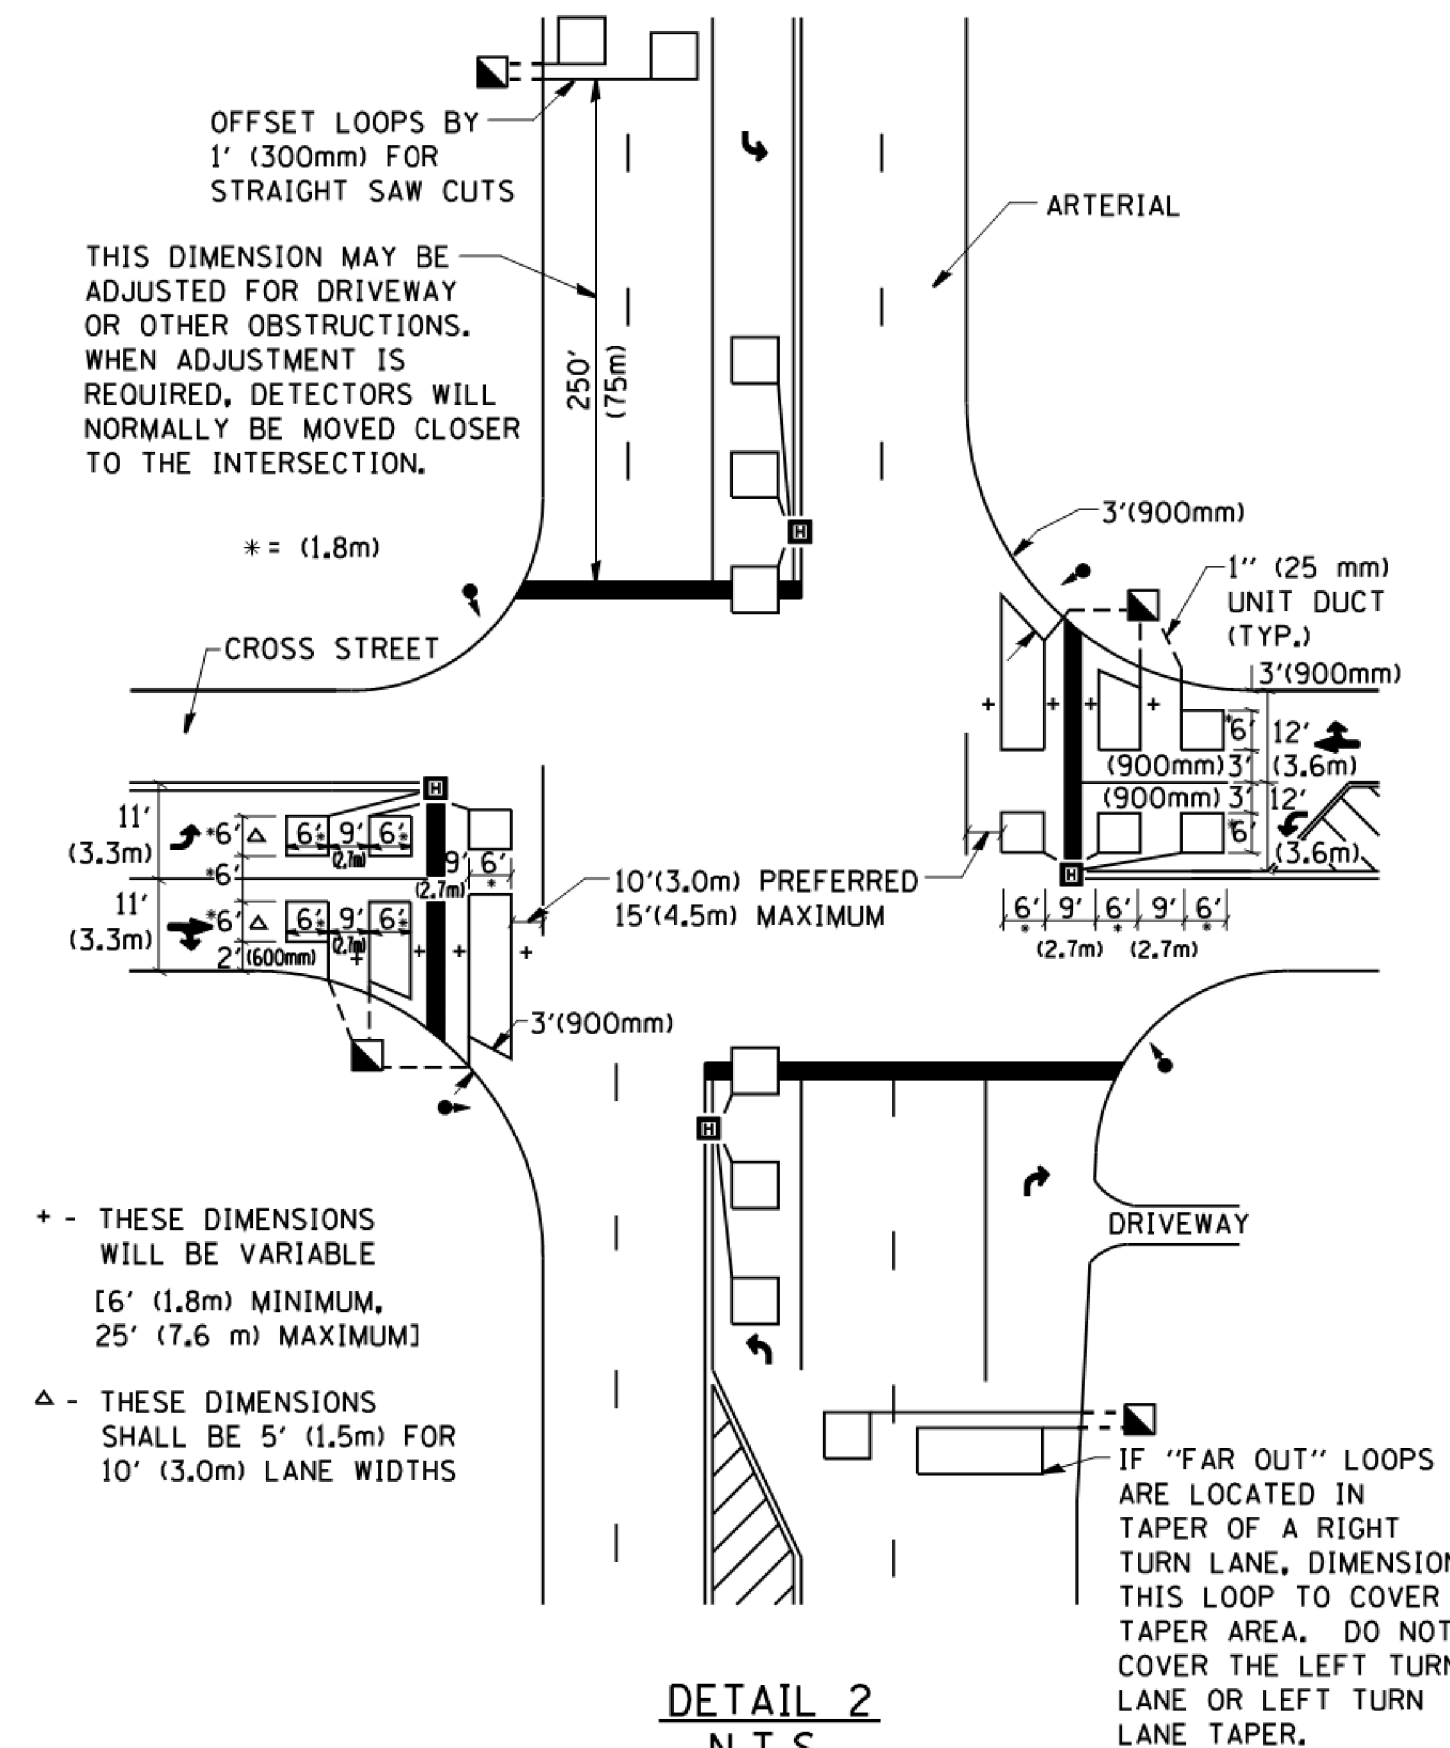 OFFSET LOOPS BY
1' (300mm) FOR
STRAIGHT SAW CUTS
THIS DIMENSION MAY BE
ADJUSTED FOR DRIVEWAY
OR OTHER OBSTRUCTIONS.
WHEN ADJUSTMENT IS
REQUIRED, DETECTORS WILL
NORMALLY BE MOVED CLOSER
TO THE INTERSECTION.
* = (1.8m)
250'
(75m)
ARTERIAL
H
3'(900mm)
1" (25 mm)
UNIT DUCT
(TYP.)
CROSS STREET
3'(900mm)
+ + + +
*6' 12'
(900mm) 3' (3.6m)
(900mm) 3' 12'
*6' (3.6m)
H
6' 9' 6' 9' 6'
* * *
(2.7m) (2.7m)
H
11'
(3.3m)
*6' △ 6'* 9' 6'*
(2.7m)
*6'
9' 6'
(2.7m) *
11'
(3.3m)
*6' △ 6'* 9' 6'*
(2.7m)
2' (600mm) + + + +
10'(3.0m) PREFERRED
15'(4.5m) MAXIMUM
3'(900mm)
H
DRIVEWAY
+ - THESE DIMENSIONS
WILL BE VARIABLE
[6' (1.8m) MINIMUM,
25' (7.6 m) MAXIMUM]
△ - THESE DIMENSIONS
SHALL BE 5' (1.5m) FOR
10' (3.0m) LANE WIDTHS
IF "FAR OUT" LOOPS
ARE LOCATED IN
TAPER OF A RIGHT
TURN LANE, DIMENSION
THIS LOOP TO COVER
TAPER AREA. DO NOT
COVER THE LEFT TURN
LANE OR LEFT TURN
LANE TAPER.
DETAIL 2
N.T.S.